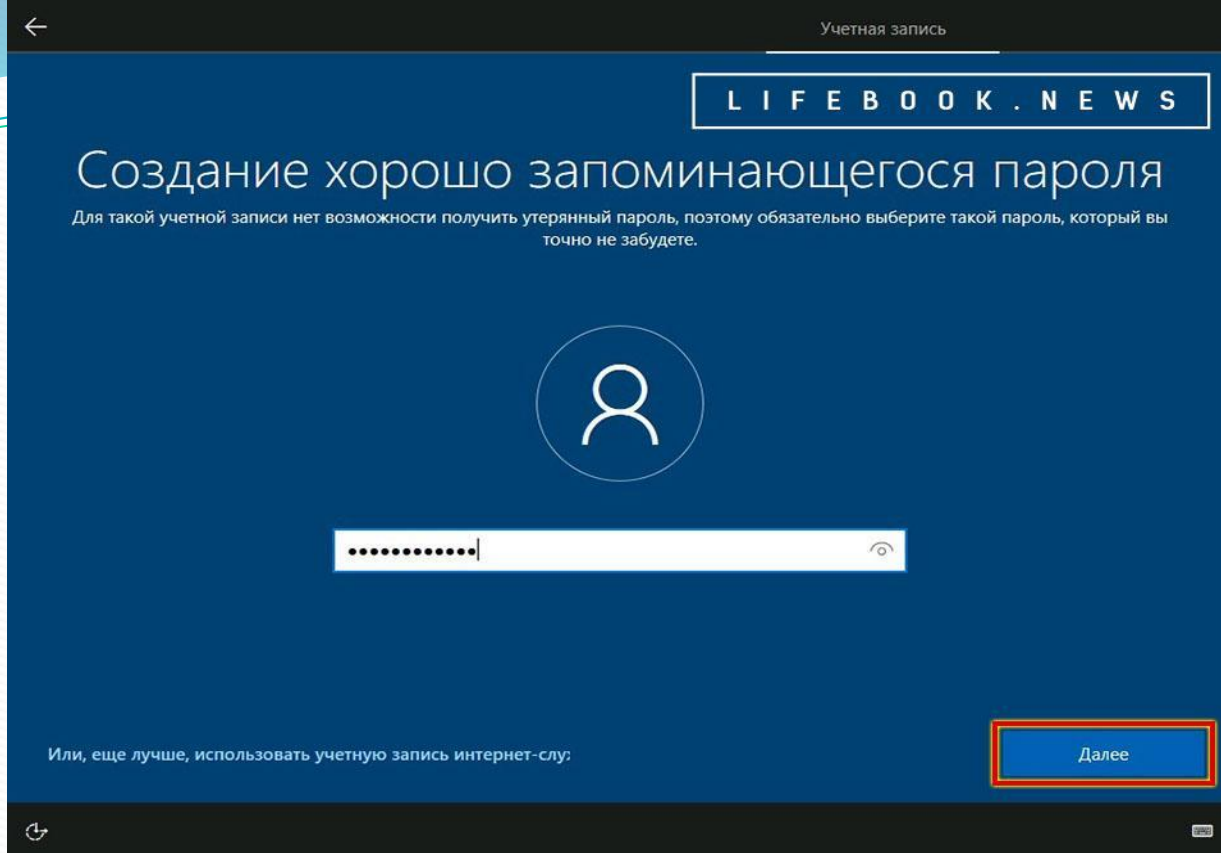 Учетная запись
LIFEBOOK.NEWS
Создание хорошо запоминающегося пароля
Для такой учетной записи нет возможности получить утерянный пароль, поэтому обязательно выберите такой пароль, который вы
точно не забудете.
Или, еще лучше, использовать учетную запись интернет-слу
Далее